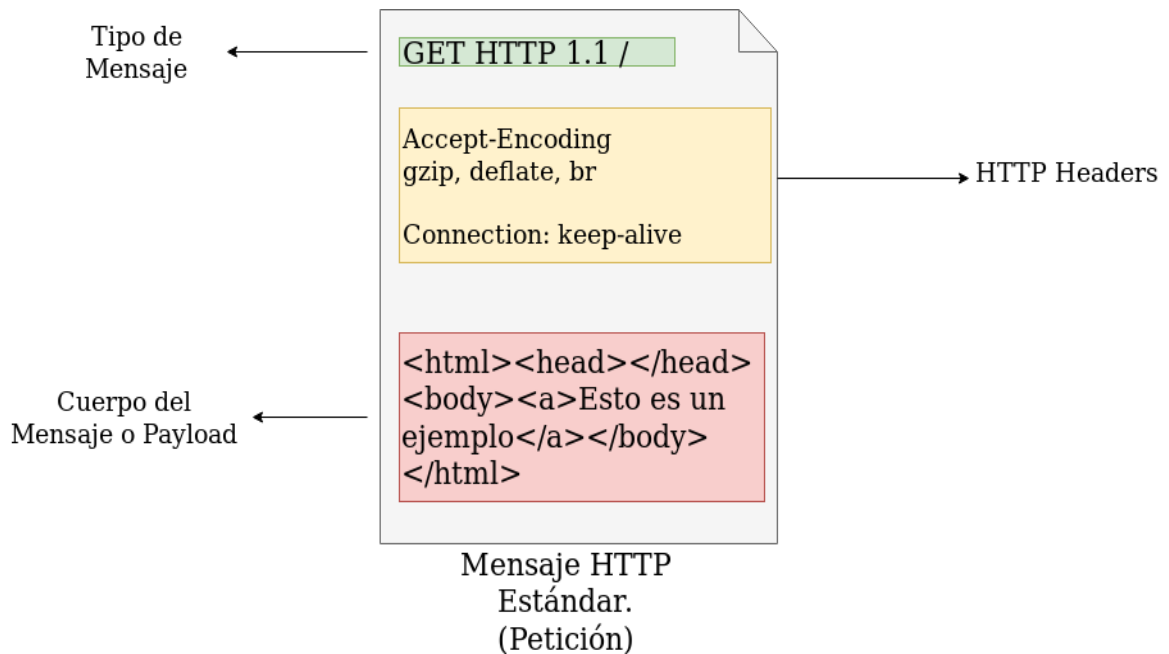 Tipo de
Mensaje
GET HTTP 1.1 /
Accept-Encoding
gzip, deflate, br
Connection: keep-alive
HTTP Headers
<html><head></head>
<body><a>Esto es un
ejemplo</a></body>
</html>
Cuerpo del
Mensaje o Payload
Mensaje HTTP
Estándar.
(Petición)